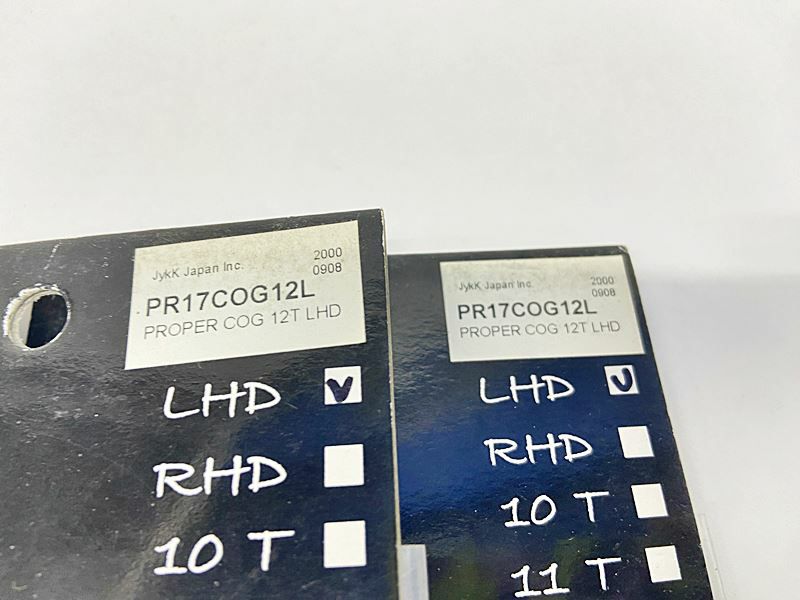 JykK Japan Inc. 2000
0908
PR17COG12L
PROPER COG 12T LHD
LHD
RHD
10 T
JykK Japan Inc. 2000
0908
PR17COG12L
PROPER COG 12T LHD
LHD
RHD
10 T
11 T